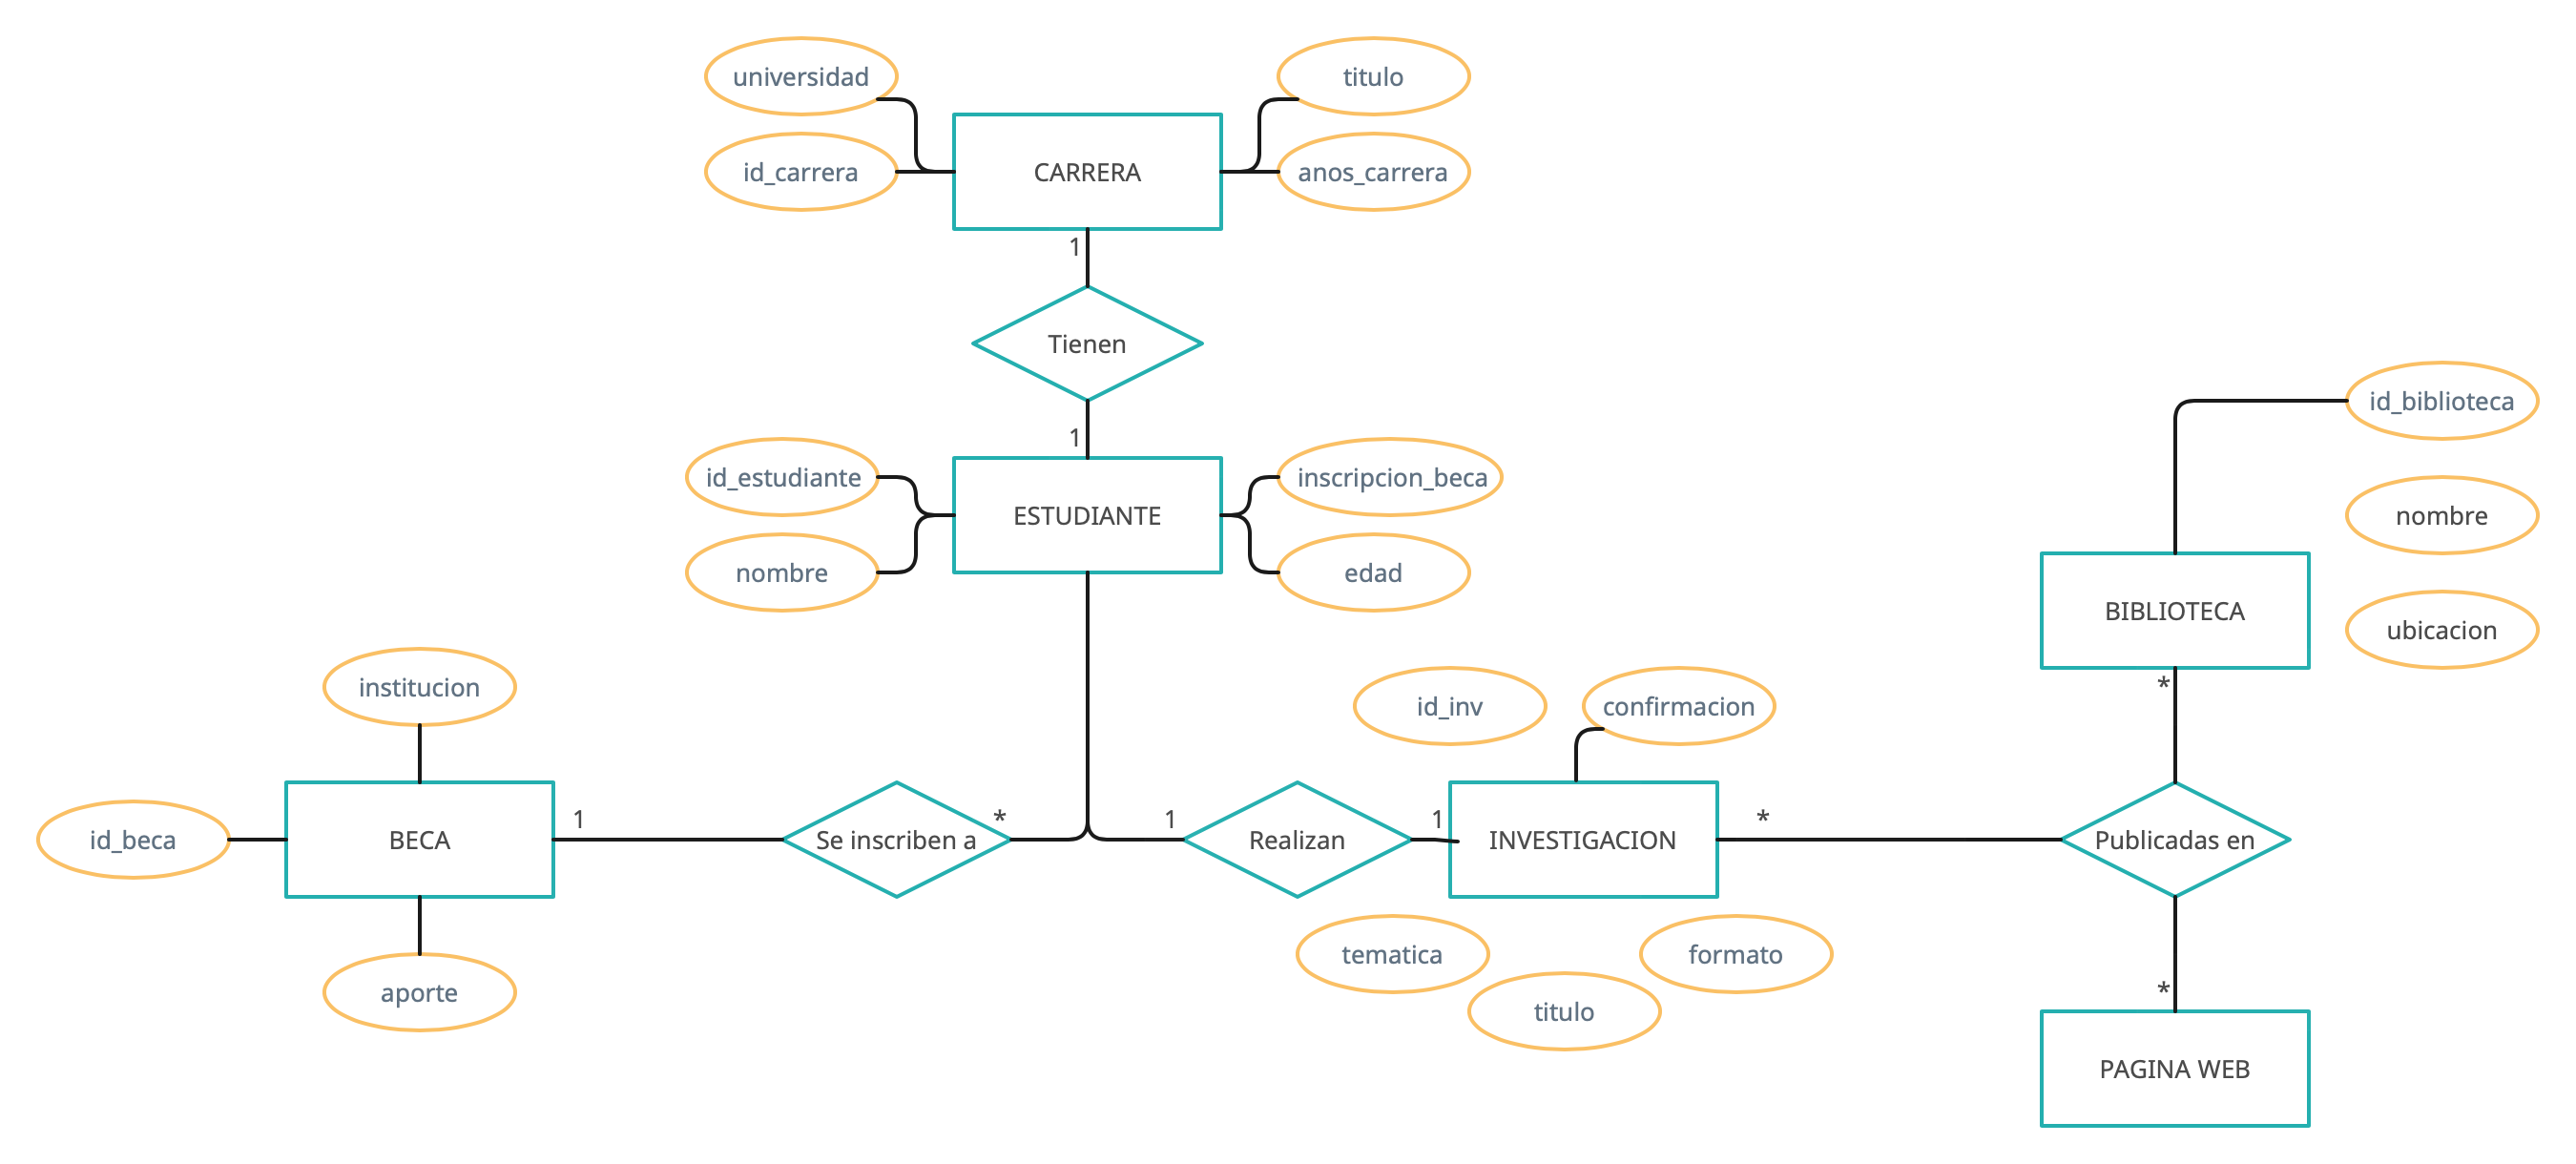 universidad
titulo
id_carrera
CARRERA
anos_carrera
1
Tienen
1
id_biblioteca
id_estudiante
inscripcion_beca
ESTUDIANTE
nombre
nombre
edad
BIBLIOTECA
ubicacion
institucion
*
id_inv
confirmacion
1
*
1
1
*
id_beca
BECA
Se inscriben a
Realizan
INVESTIGACION
Publicadas en
tematica
formato
aporte
*
titulo
PAGINA WEB